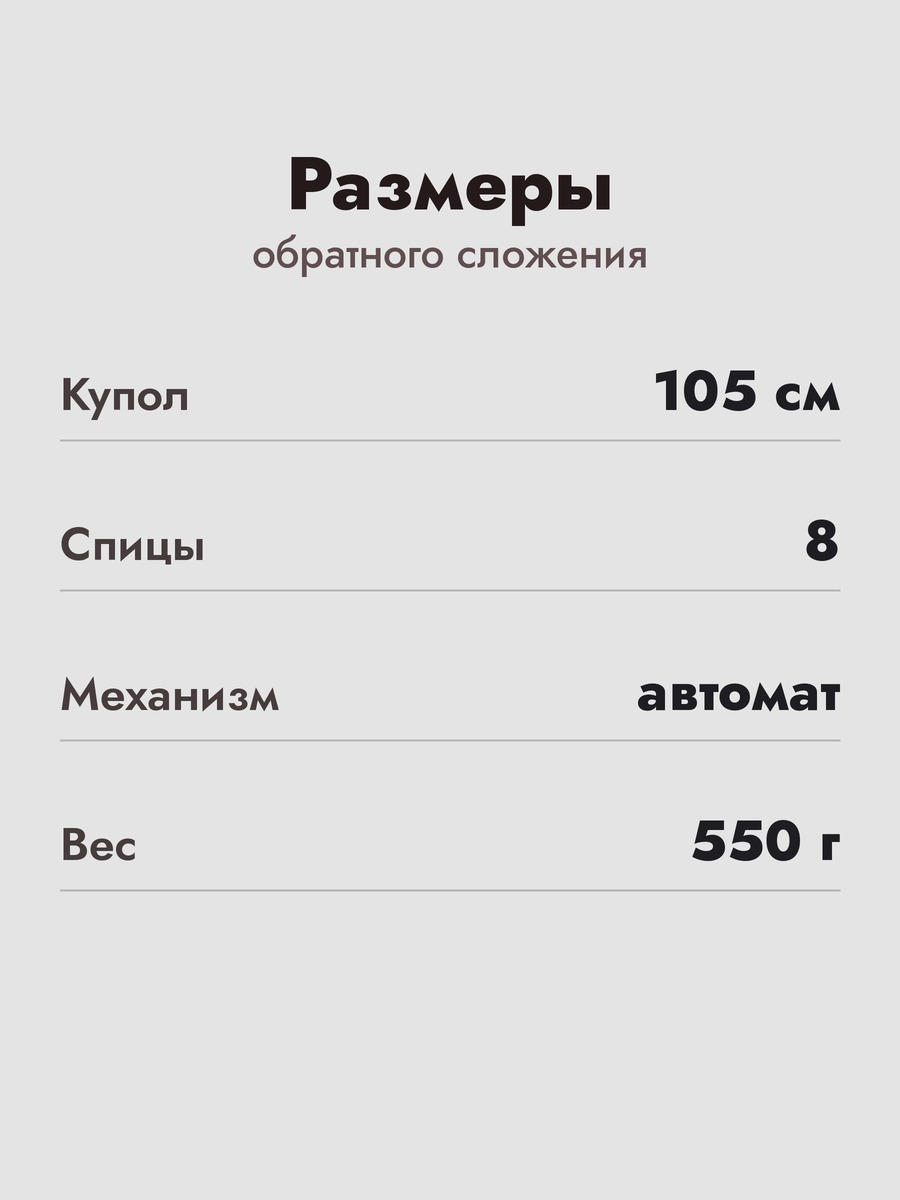 Размеры
обратного сложения
Купол 105 см
Спицы 8
Механизм автомат
Вес 550 г